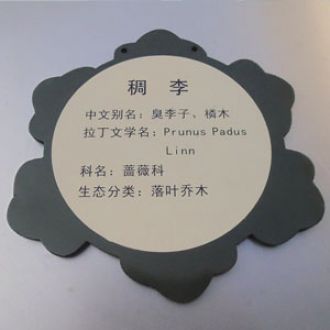 稠 李
中文别名：臭李子、橉木
拉丁文学名：Prunus Padus
Linn
科名：蔷薇科
生态分类：落叶乔木